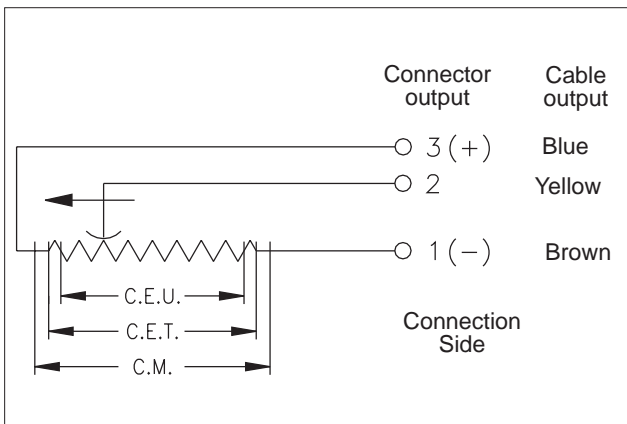 Connector output
Cable output
3 (+) Blue
2 Yellow
1 (−) Brown
C.E.U.
C.E.T.
C.M.
Connection
Side